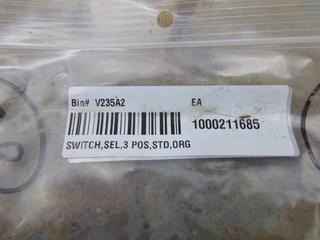 Bin# V235A2 EA
1000211685
SWITCH,SEL,3 POS,STD,ORG